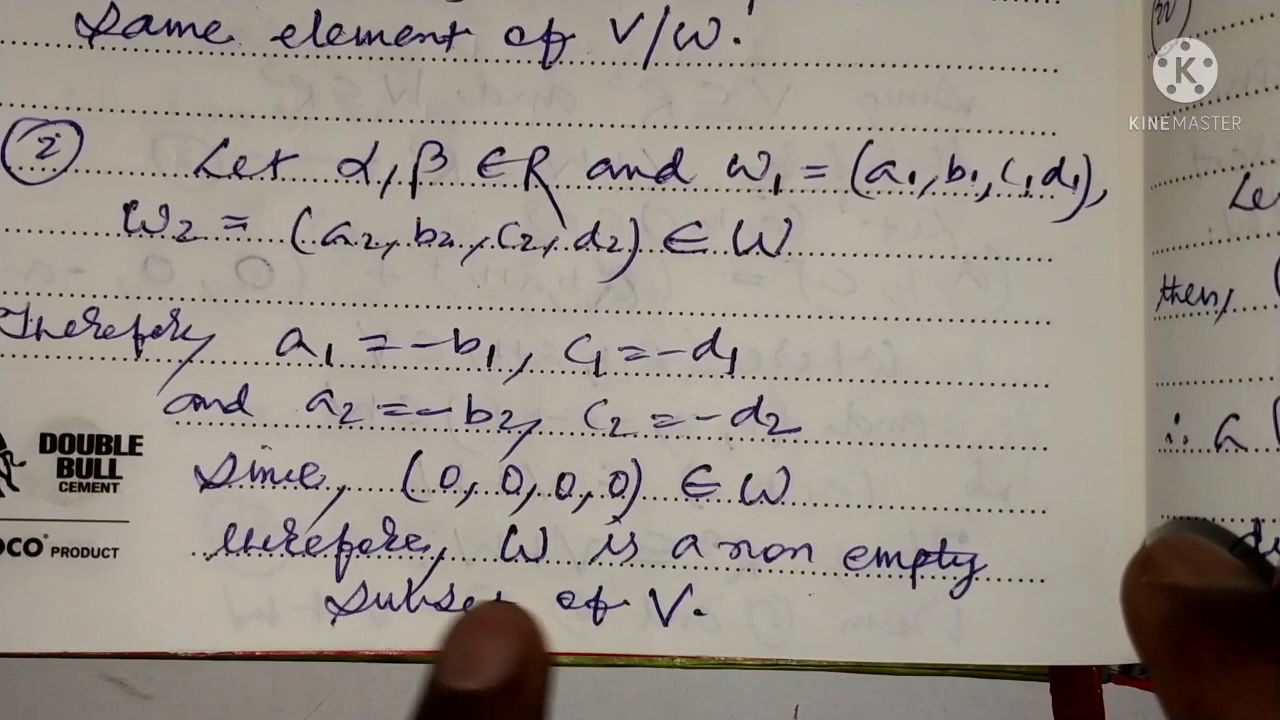 same element of V/W.
(2) Let α, β ∈ R and w₁ = (a₁, b₁, c₁ d₁),
w₂ = (a₂, b₂, c₂, d₂) ∈ W
Therefore, a₁ = -b₁, c₁ = -d₁
and a₂ = -b₂, c₂ = -d₂
since, (0, 0, 0, 0) ∈ W
therefore, W is a non empty
subset of V.
DOUBLE
BULL
CEMENT
PRODUCT
KINEMASTER
Le
then,
∴ a